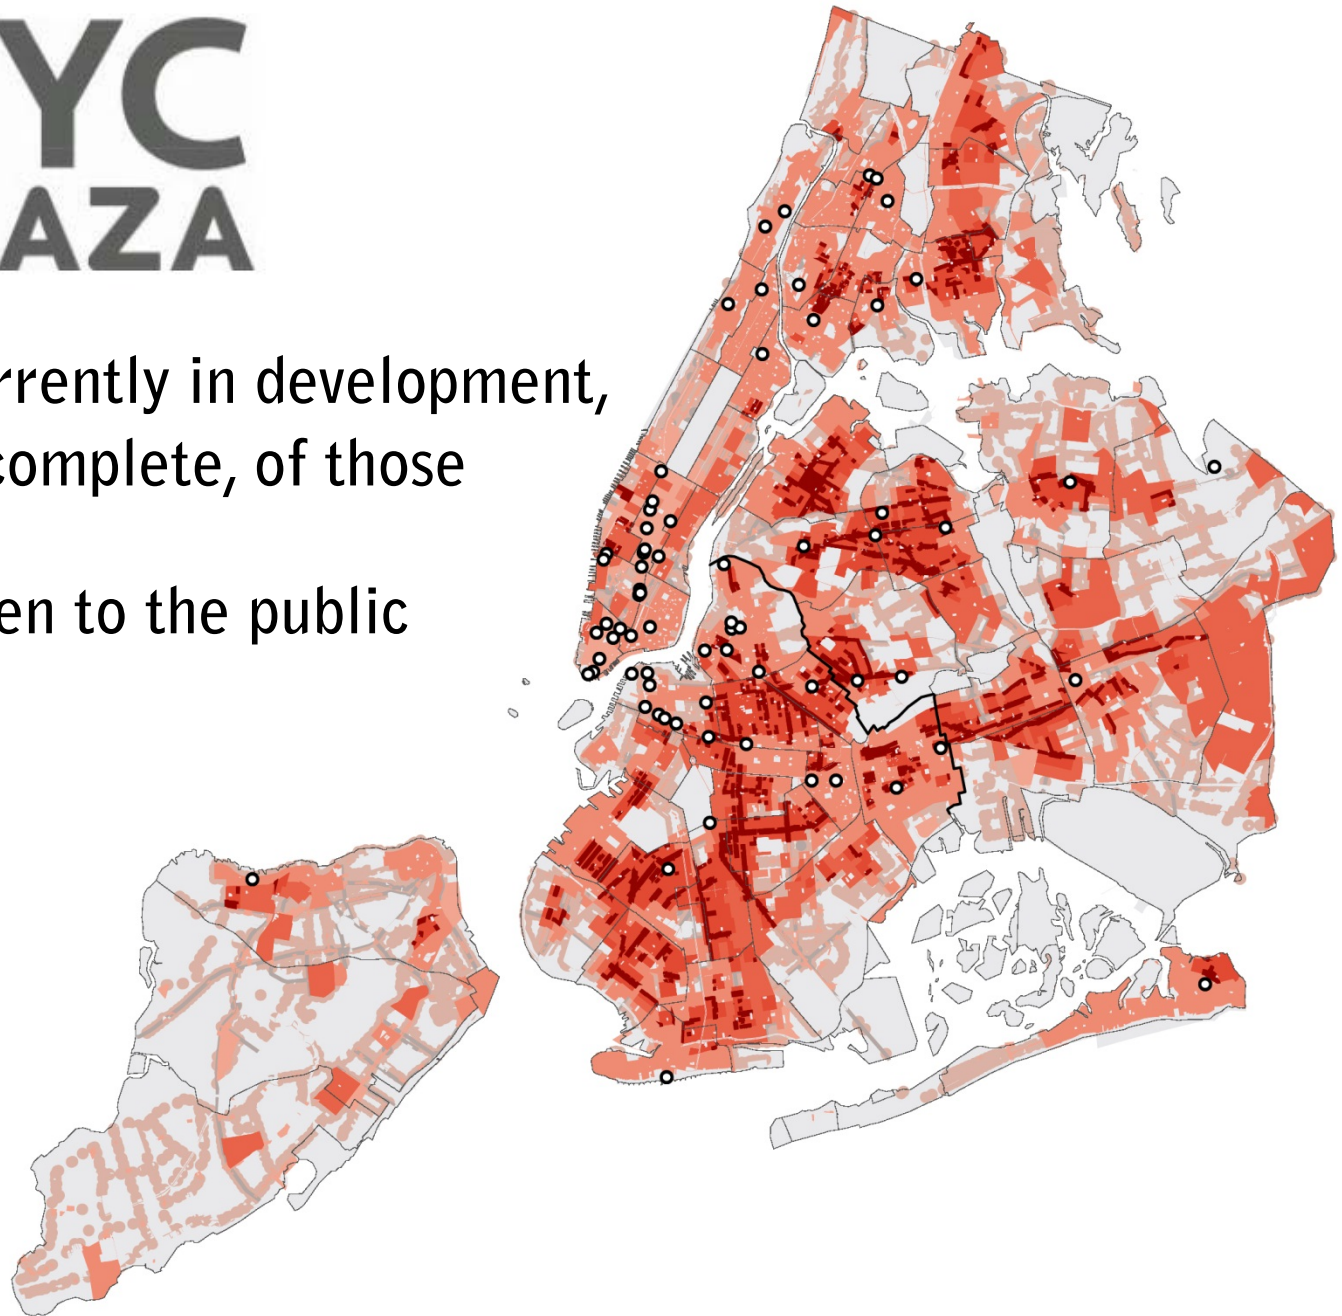 YC
AZA
rrently in development,
complete, of those
en to the public